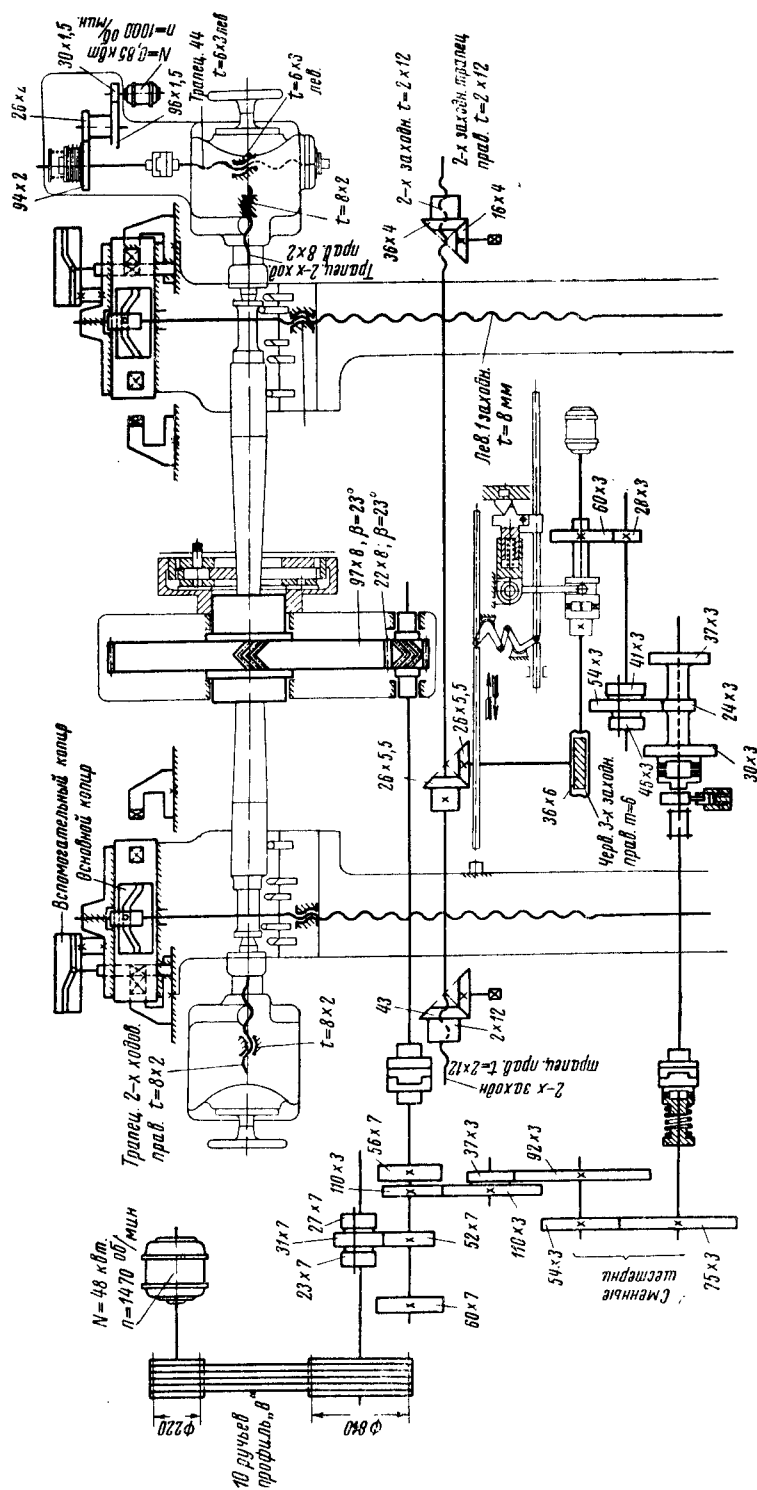 Вспомогательный копир
Основной копир
Трапец. 2-х ходов.
прав. t=8×2
t=8×2
N=48 квт.
n=1470 об/мин
Ф220
Ф840
10 ручьев
профиль „В"
31×7
27×7
23×7
52×7
60×7
110×3
56×7
37×3
92×3
110×3
54×3
75×3
Сменные
шестерни
2-х заходн
трапец. прав. t=2×12
43
2×12
97×8, β=23°
22×8; β=23°
26×5,5
26×5,5
36×6
Черв. 3-х заходн.
прав. m=6
45×3
54×3
41×3
30×3
24×3
37×3
60×3
28×3
Лев. 1 заходн.
t=8 мм
36×4
2-х заходн. t=2×12
2-х заходн. трапец
прав. t=2×12
16×4
94×2
26×2
30×1,5
N=0,85 квт
n=1000 об/мин.
96×1,5
Трапец. 44
t=6×3 лев
t=6×3
лев.
t=8×2
Трапец 2-х ход
прав. 8×2